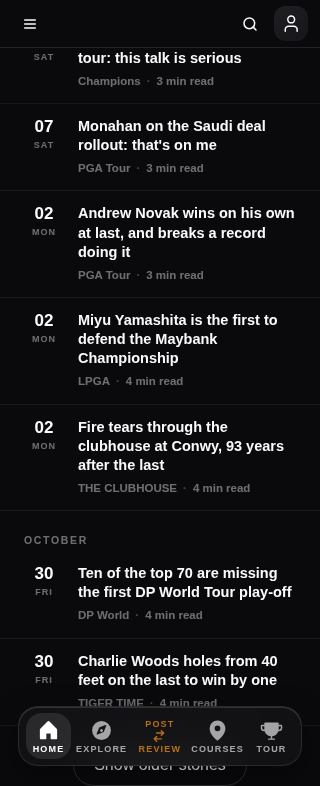 SAT
tour: this talk is serious
Champions · 3 min read
07
SAT
Monahan on the Saudi deal
rollout: that's on me
PGA Tour · 3 min read
02
MON
Andrew Novak wins on his own
at last, and breaks a record
doing it
PGA Tour · 3 min read
02
MON
Miyu Yamashita is the first to
defend the Maybank
Championship
LPGA · 4 min read
02
MON
Fire tears through the
clubhouse at Conwy, 93 years
after the last
THE CLUBHOUSE · 4 min read
OCTOBER
30
FRI
Ten of the top 70 are missing
the first DP World Tour play-off
DP World · 4 min read
30
FRI
Charlie Woods holes from 40
feet on the last to win by one
TIGER TIME · 4 min read
Show older stories
HOME
EXPLORE
POST
REVIEW
COURSES
TOUR